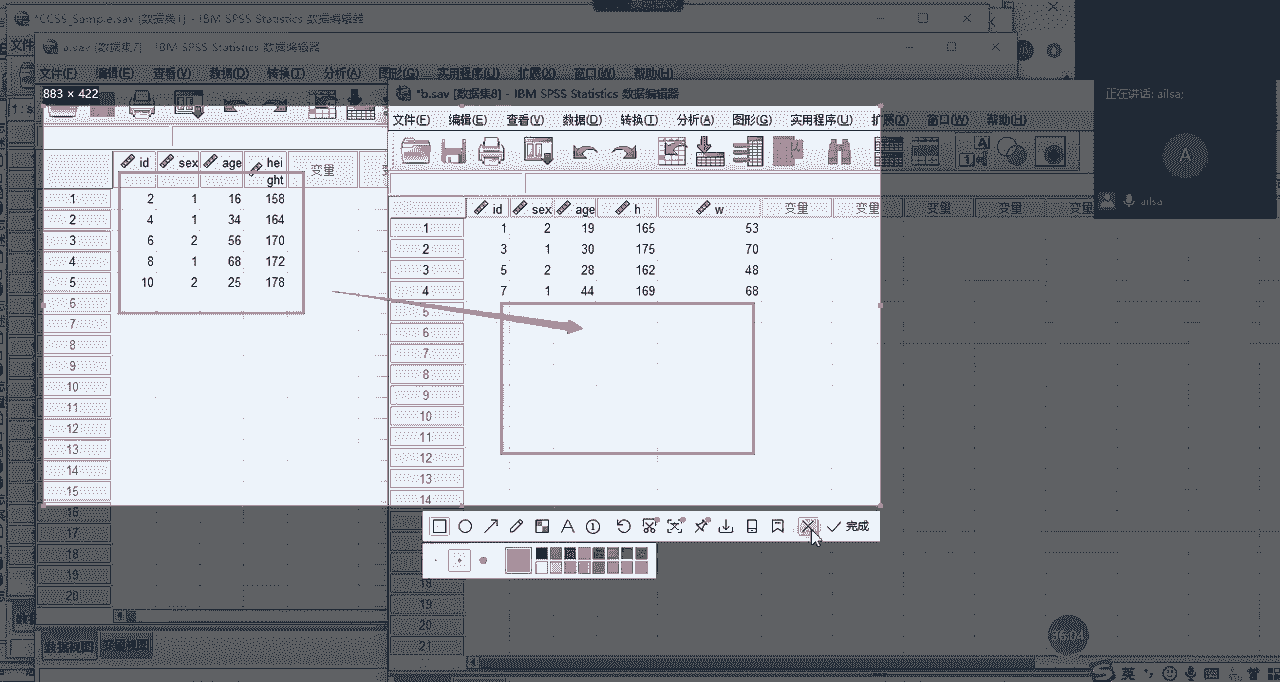 *CCSS_Sample.sav [数据集1] - IBM SPSS Statistics 数据编辑器
文件
a.sav [数据集7] - IBM SPSS Statistics 数据编辑器
文件(F) 编辑(E) 查看(V) 数据(D) 转换(T) 分析(A) 图形(G) 实用程序(U) 扩展(X) 窗口(W) 帮助(H)
883 × 422
*b.sav [数据集8] - IBM SPSS Statistics 数据编辑器
正在讲话: ailsa;
文件(F) 编辑(E) 查看(V) 数据(D) 转换(T) 分析(A) 图形(G) 实用程序(U) 扩展(X) 窗口(W) 帮助(H)
A
ailsa
id sex age height 变量
1 2 1 16 158
2 4 1 34 164
3 6 2 56 170
4 8 1 68 172
5 10 2 25 178
6
7
8
9
10
11
12
13
14
15
16
17
18
19
20
数据视图
id sex age h w 变量 变量 变量 变量 变量
1 1 2 19 165 53
2 3 1 30 175 70
3 5 2 28 162 48
4 7 1 44 169 68
5
6
7
8
9
10
11
12
13
14
完成
18
19
20
21
36:04
英